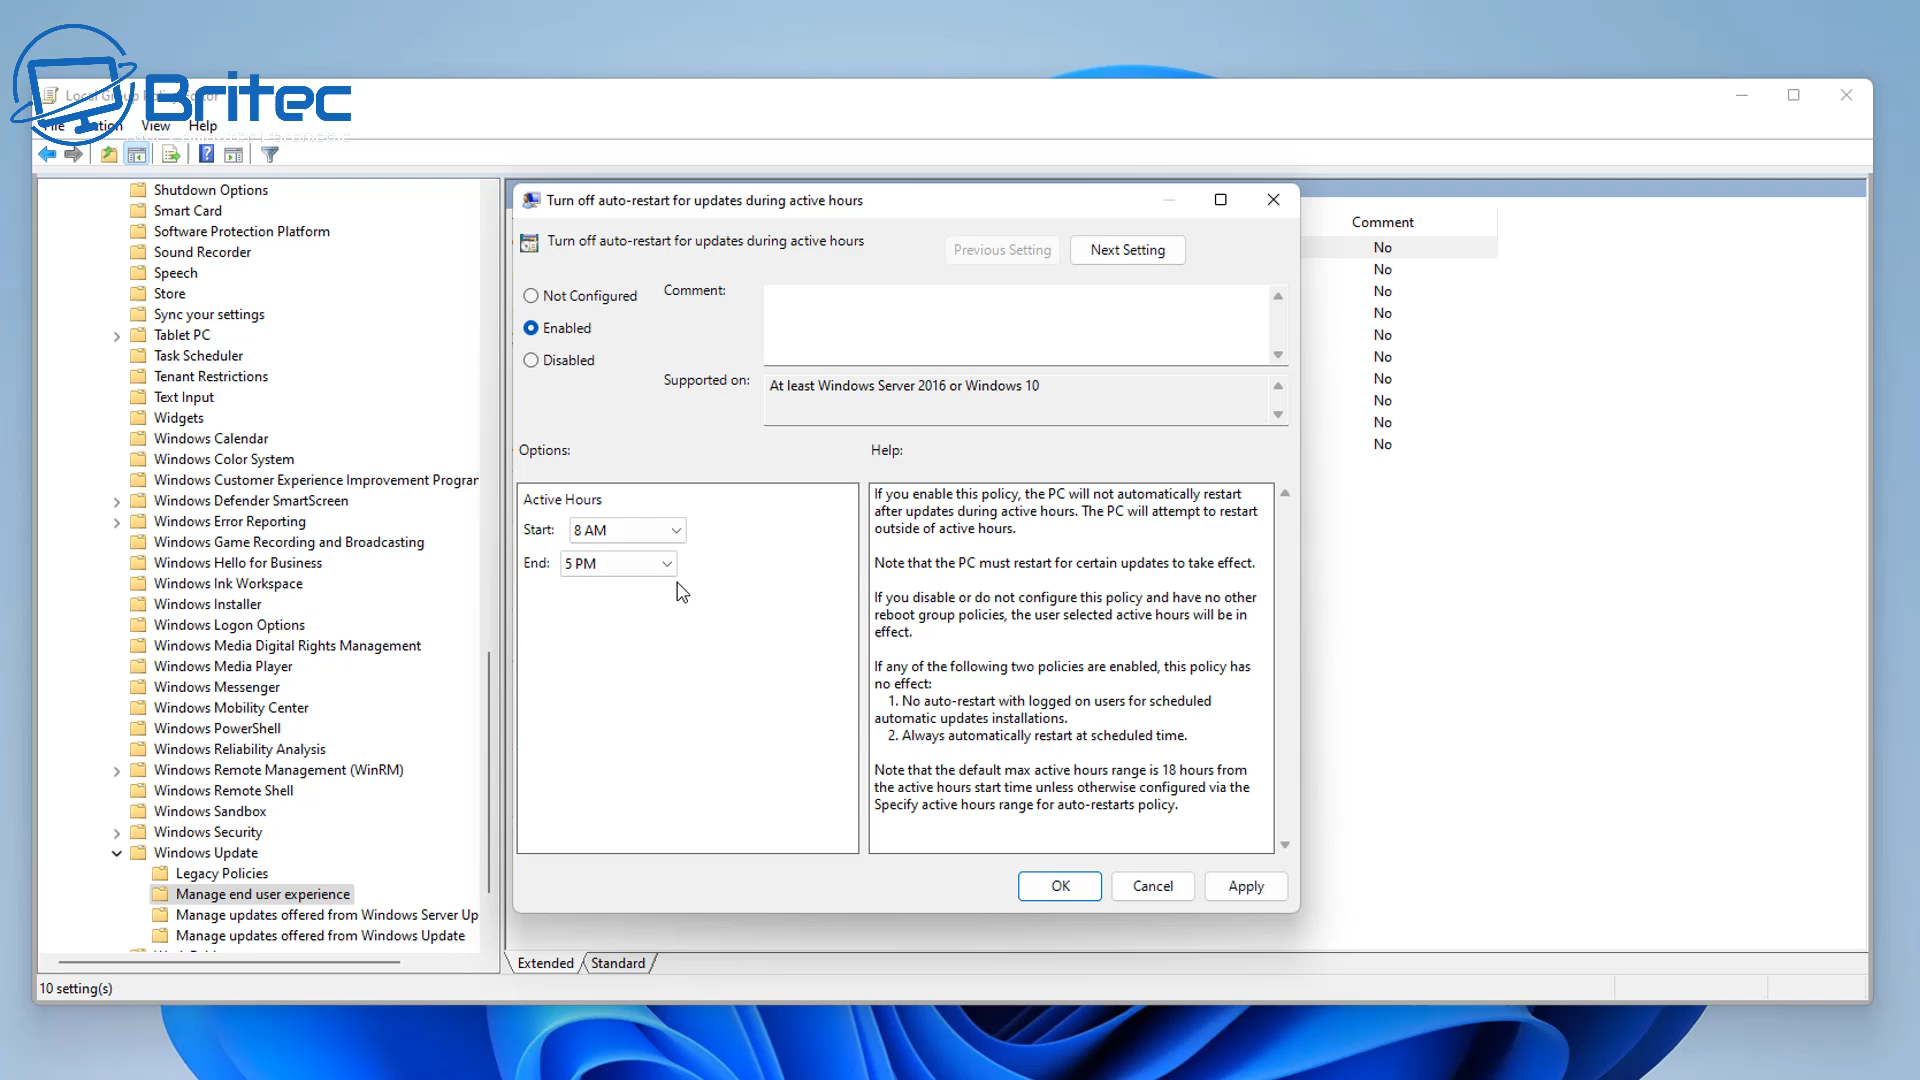 Britec
Local Group Policy Editor
File Action View Help
Shutdown Options
Smart Card
Software Protection Platform
Sound Recorder
Speech
Store
Sync your settings
Tablet PC
Task Scheduler
Tenant Restrictions
Text Input
Widgets
Windows Calendar
Windows Color System
Windows Customer Experience Improvement Progran
Windows Defender SmartScreen
Windows Error Reporting
Windows Game Recording and Broadcasting
Windows Hello for Business
Windows Ink Workspace
Windows Installer
Windows Logon Options
Windows Media Digital Rights Management
Windows Media Player
Windows Messenger
Windows Mobility Center
Windows PowerShell
Windows Reliability Analysis
Windows Remote Management (WinRM)
Windows Remote Shell
Windows Sandbox
Windows Security
Windows Update
Legacy Policies
Manage end user experience
Manage updates offered from Windows Server Up
Manage updates offered from Windows Update
Turn off auto-restart for updates during active hours
Turn off auto-restart for updates during active hours
Previous Setting
Next Setting
Not Configured
Enabled
Disabled
Comment:
Supported on:
At least Windows Server 2016 or Windows 10
Options:
Help:
Active Hours
Start: 8 AM
End: 5 PM
If you enable this policy, the PC will not automatically restart
after updates during active hours. The PC will attempt to restart
outside of active hours.
Note that the PC must restart for certain updates to take effect.
If you disable or do not configure this policy and have no other
reboot group policies, the user selected active hours will be in
effect.
If any of the following two policies are enabled, this policy has
no effect:
1. No auto-restart with logged on users for scheduled
automatic updates installations.
2. Always automatically restart at scheduled time.
Note that the default max active hours range is 18 hours from
the active hours start time unless otherwise configured via the
Specify active hours range for auto-restarts policy.
OK
Cancel
Apply
Comment
No
No
No
No
No
No
No
No
No
No
Extended
Standard
10 setting(s)